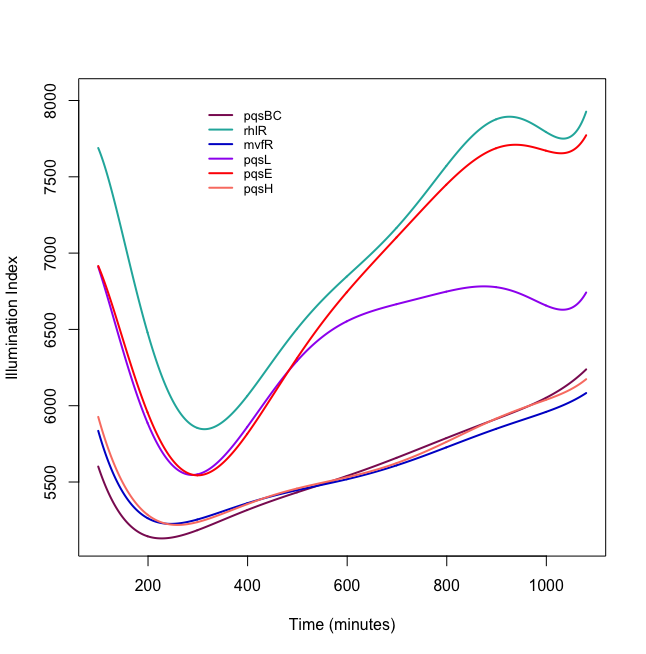 8000
7500
7000
6500
6000
5500
Illumination Index
pqsBC
rhlR
mvfR
pqsL
pqsE
pqsH
200 400 600 800 1000
Time (minutes)